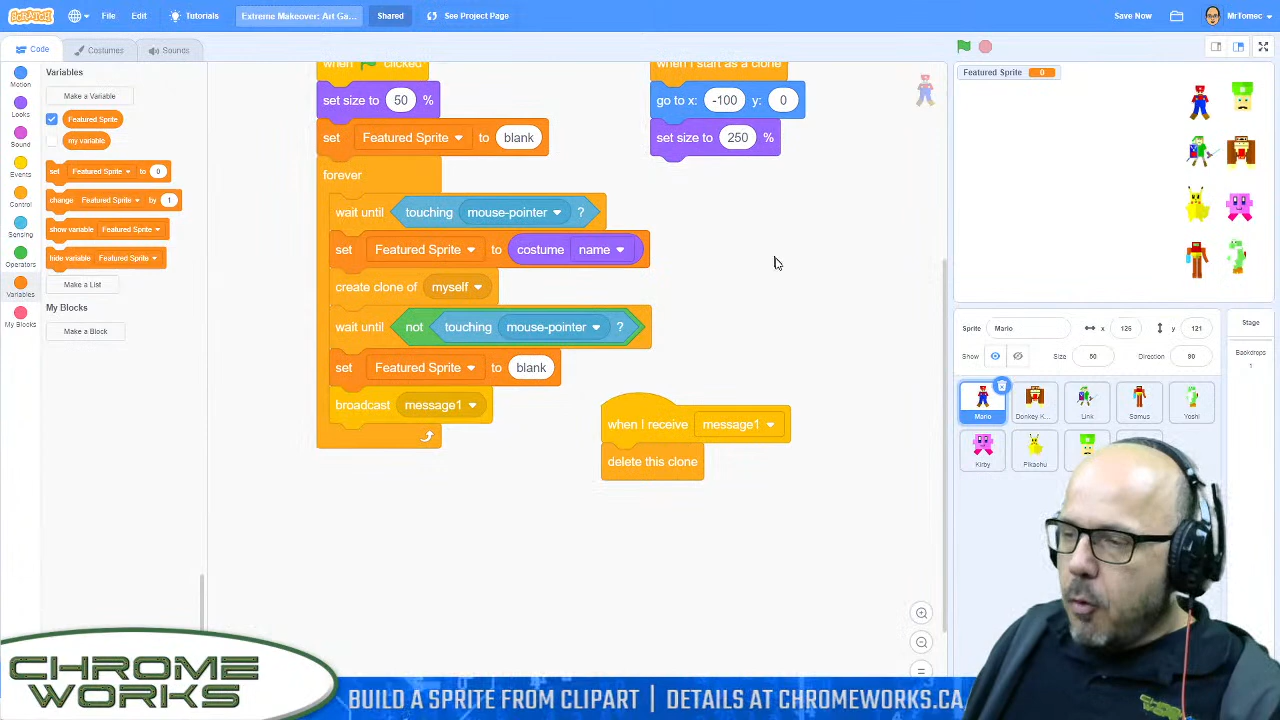 SCRATCH
File
Edit
Tutorials
Extreme Makeover: Art Ga...
Shared
See Project Page
Save Now
MrTomec
Code
Costumes
Sounds
Motion
Looks
Sound
Events
Control
Sensing
Operators
Variables
My Blocks
Variables
Make a Variable
Featured Sprite
my variable
set Featured Sprite to 0
change Featured Sprite by 1
show variable Featured Sprite
hide variable Featured Sprite
Make a List
My Blocks
Make a Block
when clicked
set size to 50 %
set Featured Sprite to blank
forever
wait until touching mouse-pointer ?
set Featured Sprite to costume name
create clone of myself
wait until not touching mouse-pointer ?
set Featured Sprite to blank
broadcast message1
when I start as a clone
go to x: -100 y: 0
set size to 250 %
when I receive message1
delete this clone
Featured Sprite 0
Sprite Mario x 126 y 121
Show Size 50 Direction 90
Stage
Backdrops
1
Mario
Donkey K...
Link
Samus
Yoshi
Kirby
Pikachu
CHROME
WORKS
BUILD A SPRITE FROM CLIPART | DETAILS AT CHROMEWORKS.CA